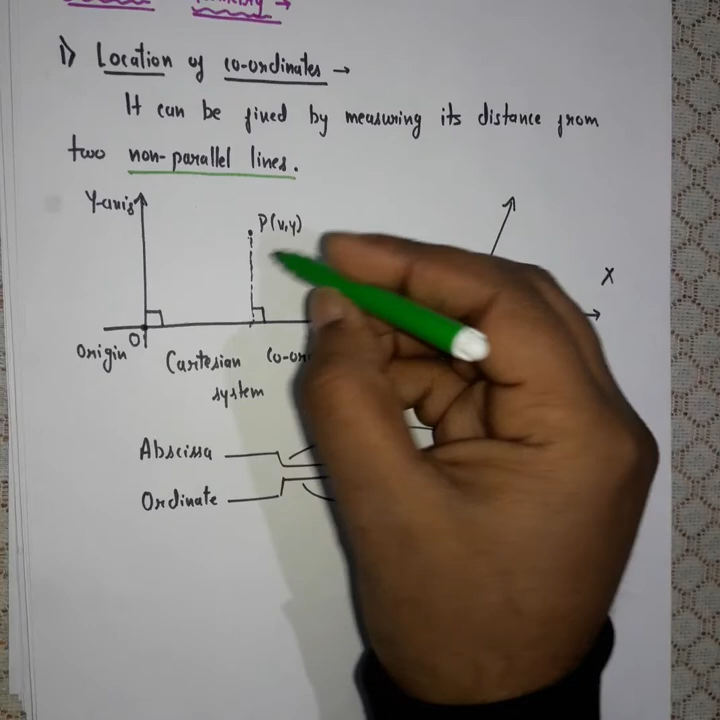 1) Location of co-ordinates →
It can be fixed by measuring its distance from
two non-parallel lines.
Y-axis
P(x,y)
X
O
Origin
Cartesian
system
Abscissa
Ordinate